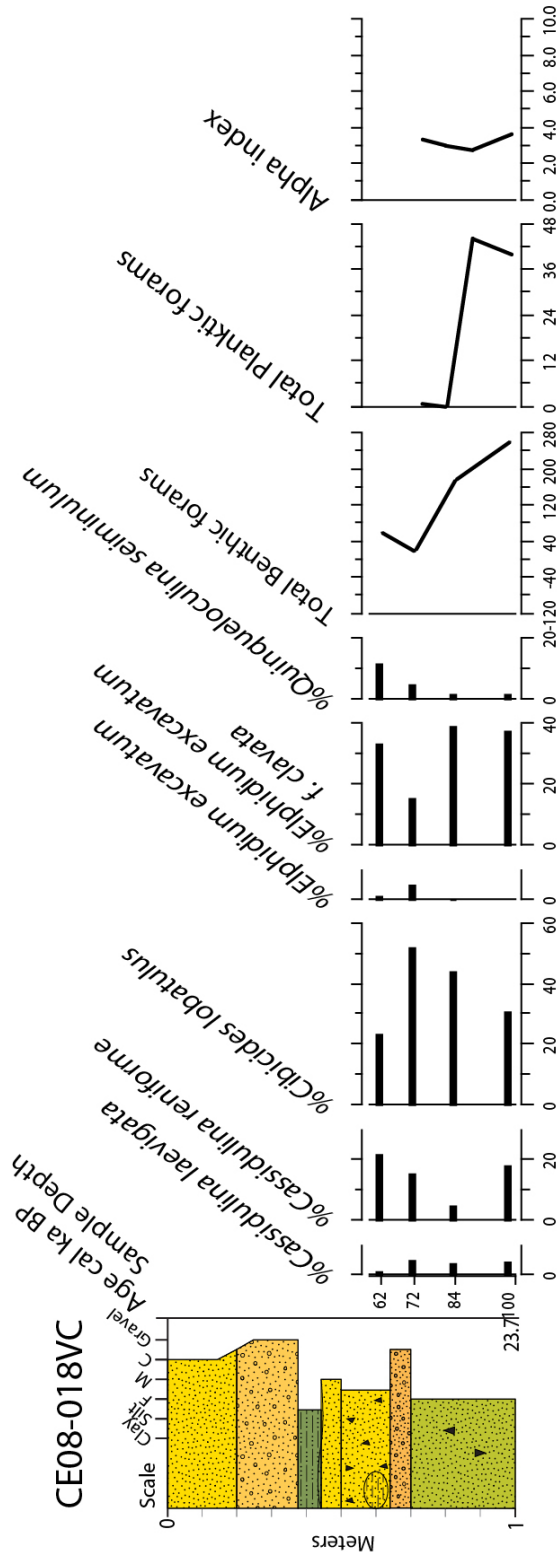 CE08-018VC
Scale
Clay
Silt
F
M
C
Gravel
Age cal ka BP
Sample Depth
%Cassidulina laevigata
%Cassidulina reniforme
%Cibicides lobatulus
%Elphidium excavatum
%Elphidium excavatum
f. clavata
%Quinqueloculina seiminulum
Total Benthic forams
Total Planktic forams
Alpha index
0
1
Meters
62
72
84
100
23.7
0
0 20
0 20 40 60
0
0 20 40
0 20
-120 -40 40 120 200 280
0 12 24 36 48
0.0 2.0 4.0 6.0 8.0 10.0